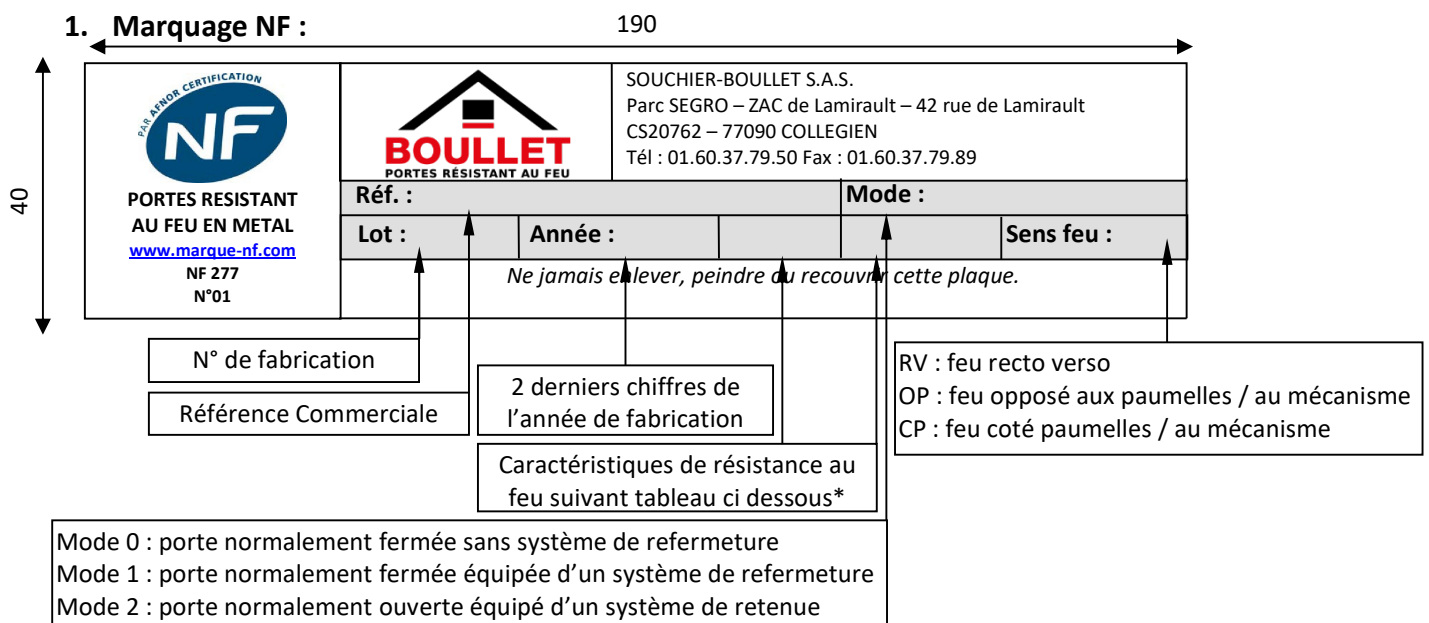 1. Marquage NF :
190
40
PAR AFNOR CERTIFICATION
NF
PORTES RESISTANT
AU FEU EN METAL
www.marque-nf.com
NF 277
N°01
BOULLET
PORTES RÉSISTANT AU FEU
SOUCHIER-BOULLET S.A.S.
Parc SEGRO – ZAC de Lamirault – 42 rue de Lamirault
CS20762 – 77090 COLLEGIEN
Tél : 01.60.37.79.50 Fax : 01.60.37.79.89
Réf. : Mode :
Lot : Année : Sens feu :
Ne jamais enlever, peindre ou recouvrir cette plaque.
N° de fabrication
Référence Commerciale
2 derniers chiffres de
l’année de fabrication
Caractéristiques de résistance au
feu suivant tableau ci dessous*
RV : feu recto verso
OP : feu opposé aux paumelles / au mécanisme
CP : feu coté paumelles / au mécanisme
Mode 0 : porte normalement fermée sans système de refermeture
Mode 1 : porte normalement fermée équipée d’un système de refermeture
Mode 2 : porte normalement ouverte équipé d’un système de retenue